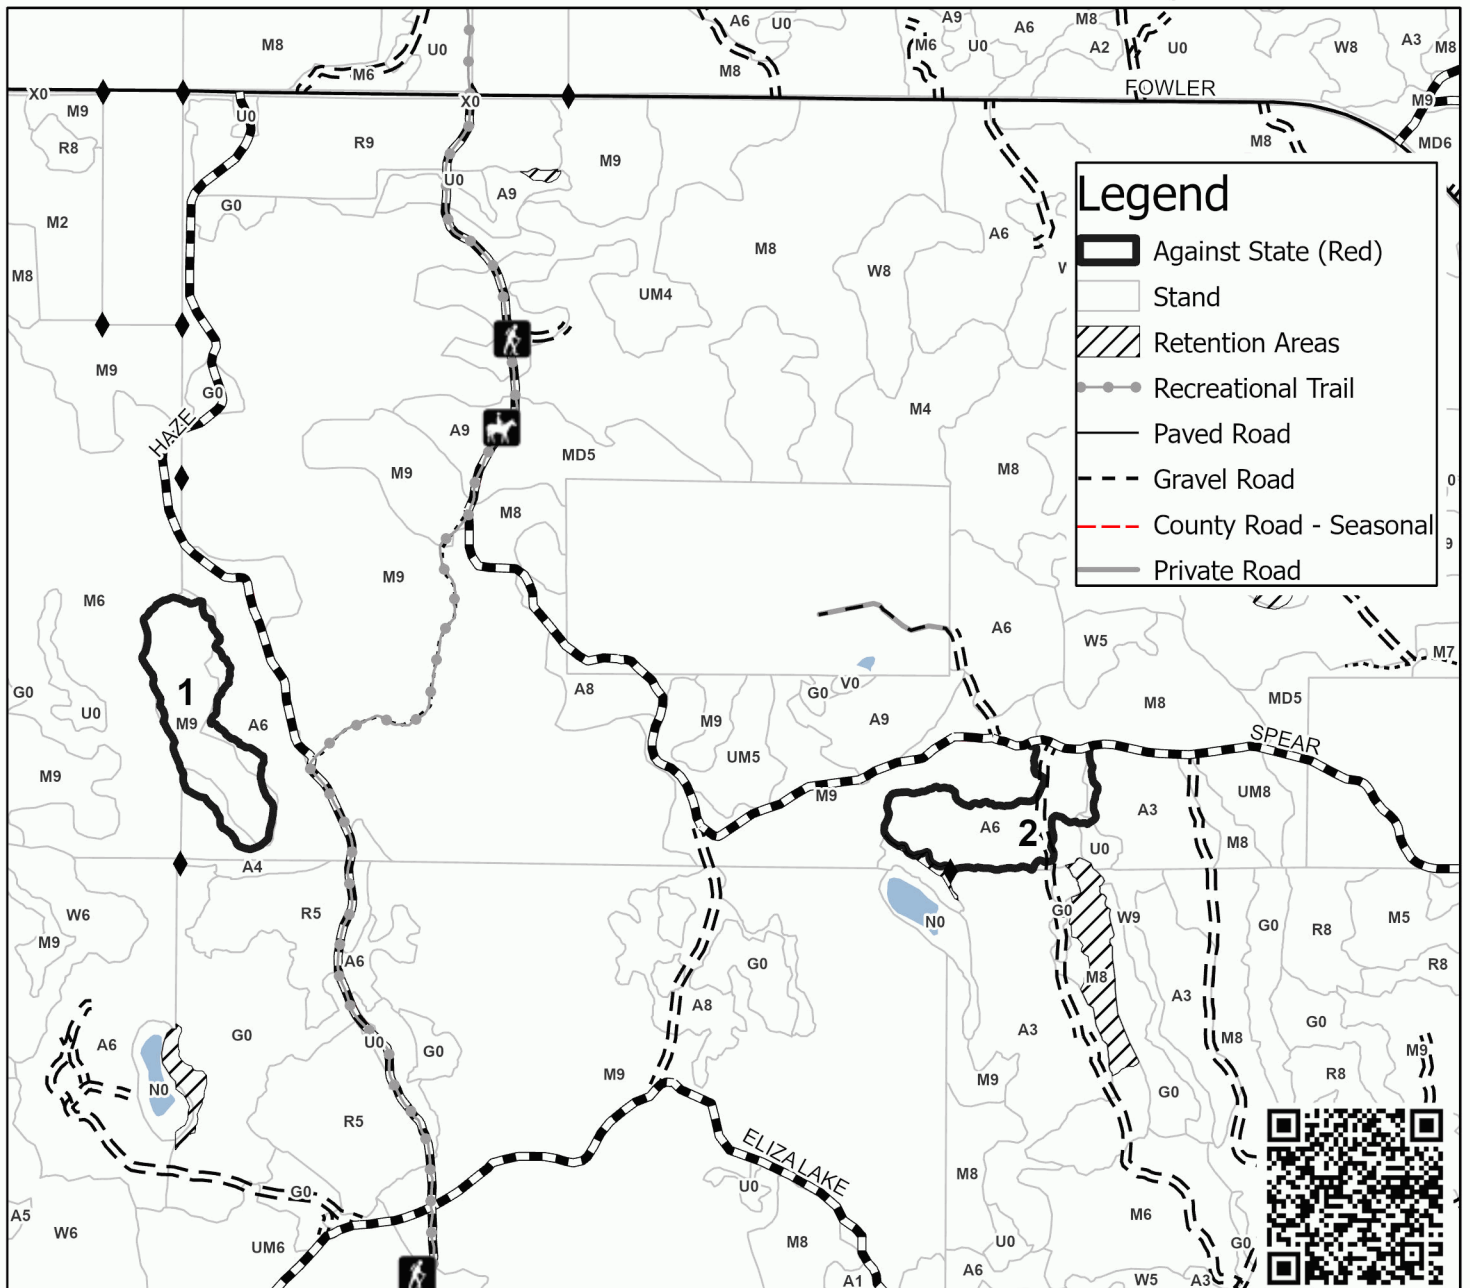 A6
U0
A9
A6
M8
M8
U0
M6
M8
M6
U0
A2
U0
W8
A3
M8
X0
X0
FOWLER
M9
M9
U0
R8
R9
M9
M8
MD6
U0
A9
G0
M2
A6
M8
W8
M8
UM4
W
M9
G0
M4
HAZE
A9
M9
MD5
M8
M8
0
9
M9
M6
A6
W5
M7
1
M9
G0
U0
A6
A8
M9
V0
G0
A9
UM5
M8
MD5
SPEAR
M9
M9
A6
2
A3
UM8
M8
U0
A4
W6
M9
R5
A6
N0
G0
W9
G0
R8
M5
R8
G0
A8
M8
A3
A3
M8
G0
M9
R8
A6
N0
G0
U0
G0
M9
M9
G0
R5
ELIZA LAKE
G0
U0
M8
M6
A5
W6
UM6
M8
A1
U0
A6
G0
W5
A3
Legend
Against State (Red)
Stand
Retention Areas
Recreational Trail
Paved Road
Gravel Road
County Road - Seasonal
Private Road